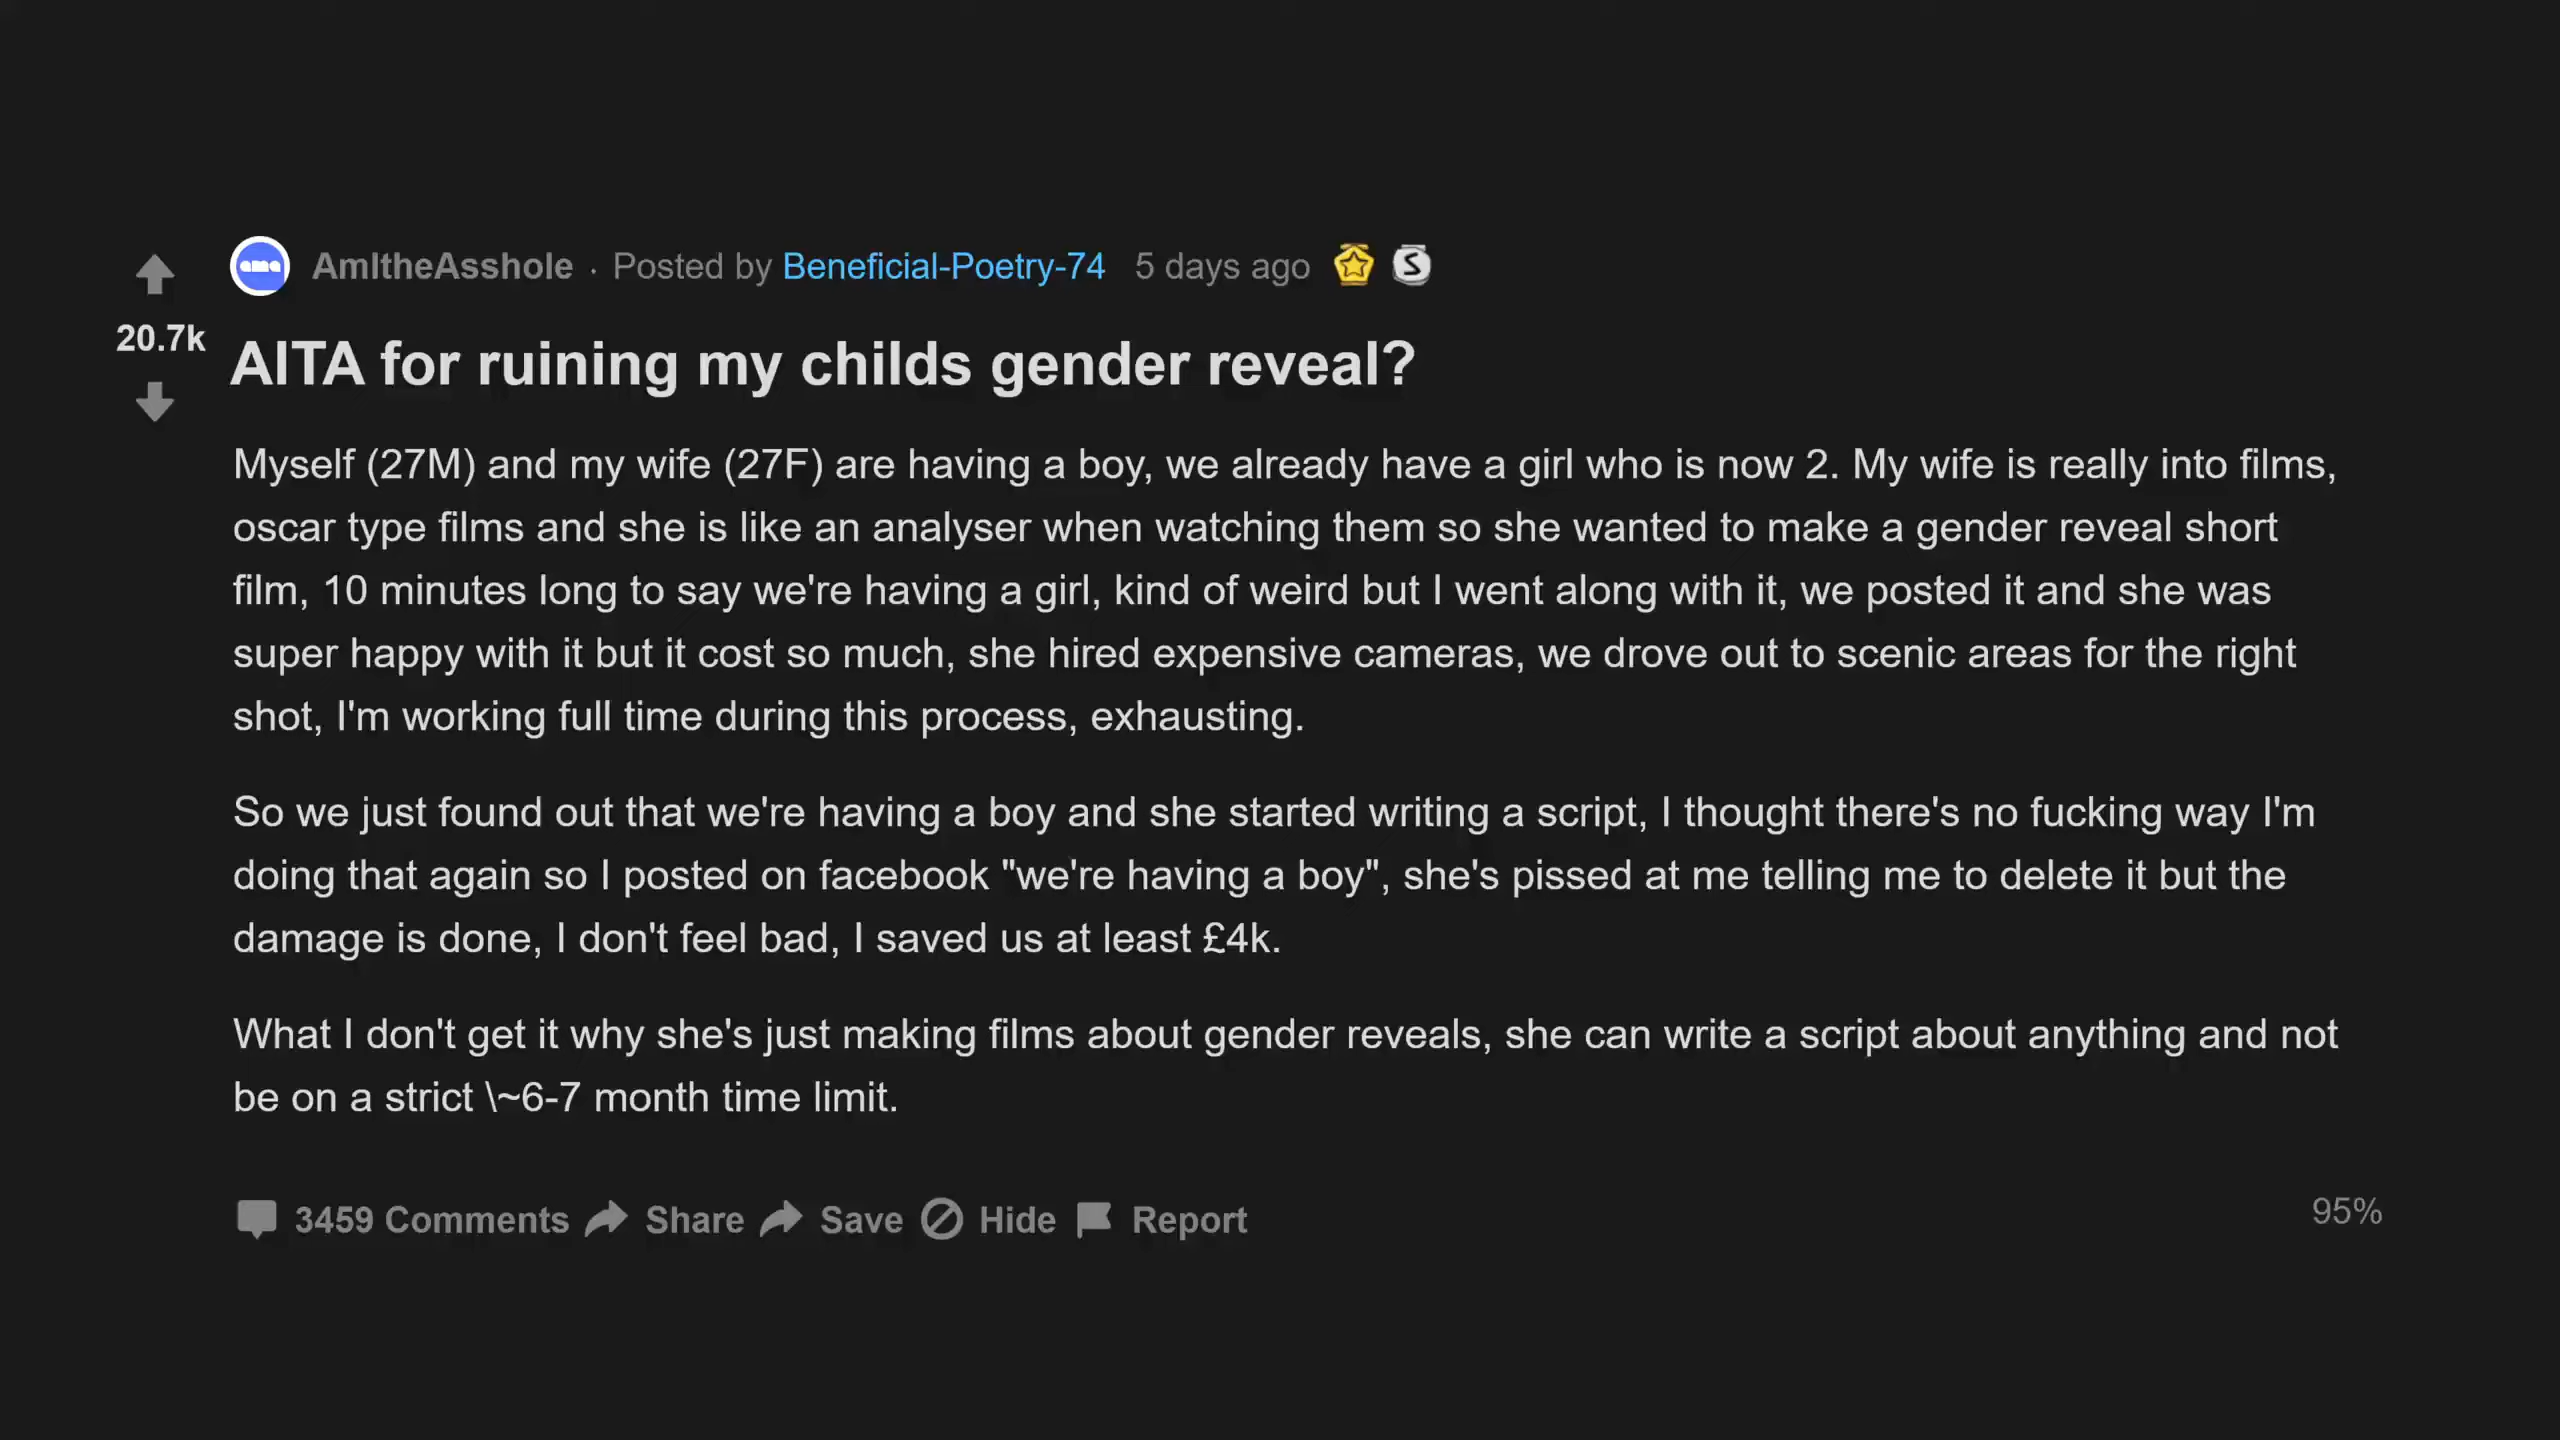 ama AmItheAsshole · Posted by Beneficial-Poetry-74 5 days ago S
20.7k
AITA for ruining my childs gender reveal?
Myself (27M) and my wife (27F) are having a boy, we already have a girl who is now 2. My wife is really into films,
oscar type films and she is like an analyser when watching them so she wanted to make a gender reveal short
film, 10 minutes long to say we're having a girl, kind of weird but I went along with it, we posted it and she was
super happy with it but it cost so much, she hired expensive cameras, we drove out to scenic areas for the right
shot, I'm working full time during this process, exhausting.
So we just found out that we're having a boy and she started writing a script, I thought there's no fucking way I'm
doing that again so I posted on facebook "we're having a boy", she's pissed at me telling me to delete it but the
damage is done, I don't feel bad, I saved us at least £4k.
What I don't get it why she's just making films about gender reveals, she can write a script about anything and not
be on a strict \~6-7 month time limit.
3459 Comments Share Save Hide Report 95%